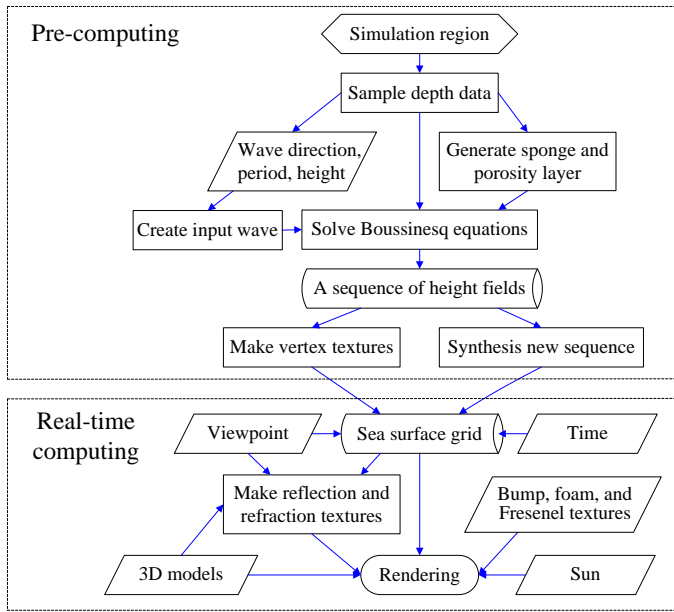 Pre-computing
Simulation region
Sample depth data
Wave direction,
period, height
Generate sponge and
porosity layer
Create input wave
Solve Boussinesq equations
A sequence of height fields
Make vertex textures
Synthesis new sequence
Real-time
computing
Viewpoint
Sea surface grid
Time
Make reflection and
refraction textures
Bump, foam, and
Fresenel textures
3D models
Rendering
Sun